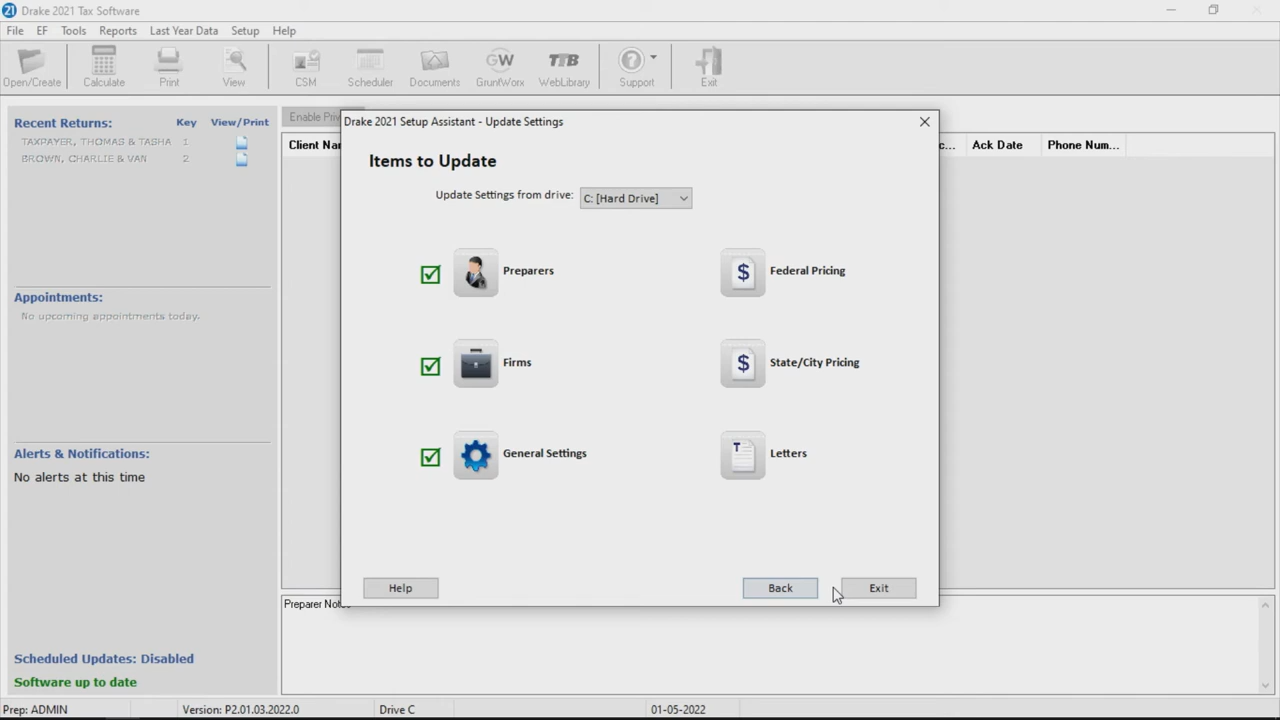 21 Drake 2021 Tax Software
File EF Tools Reports Last Year Data Setup Help
GW TTB ?
Open/Create Calculate Print View CSM Scheduler Documents GruntWorx WebLibrary Support Exit
Recent Returns: Key View/Print
TAXPAYER, THOMAS & TASHA 1
BROWN, CHARLIE & VAN 2
Appointments:
No upcoming appointments today.
Alerts & Notifications:
No alerts at this time
Scheduled Updates: Disabled
Software up to date
Enable Pri
Client Nar
c... Ack Date Phone Num...
Drake 2021 Setup Assistant - Update Settings
Items to Update
Update Settings from drive: C: [Hard Drive]
Preparers $ Federal Pricing
Firms $ State/City Pricing
General Settings T Letters
Help Back Exit
Preparer Notes
Prep: ADMIN Version: P2.01.03.2022.0 Drive C 01-05-2022